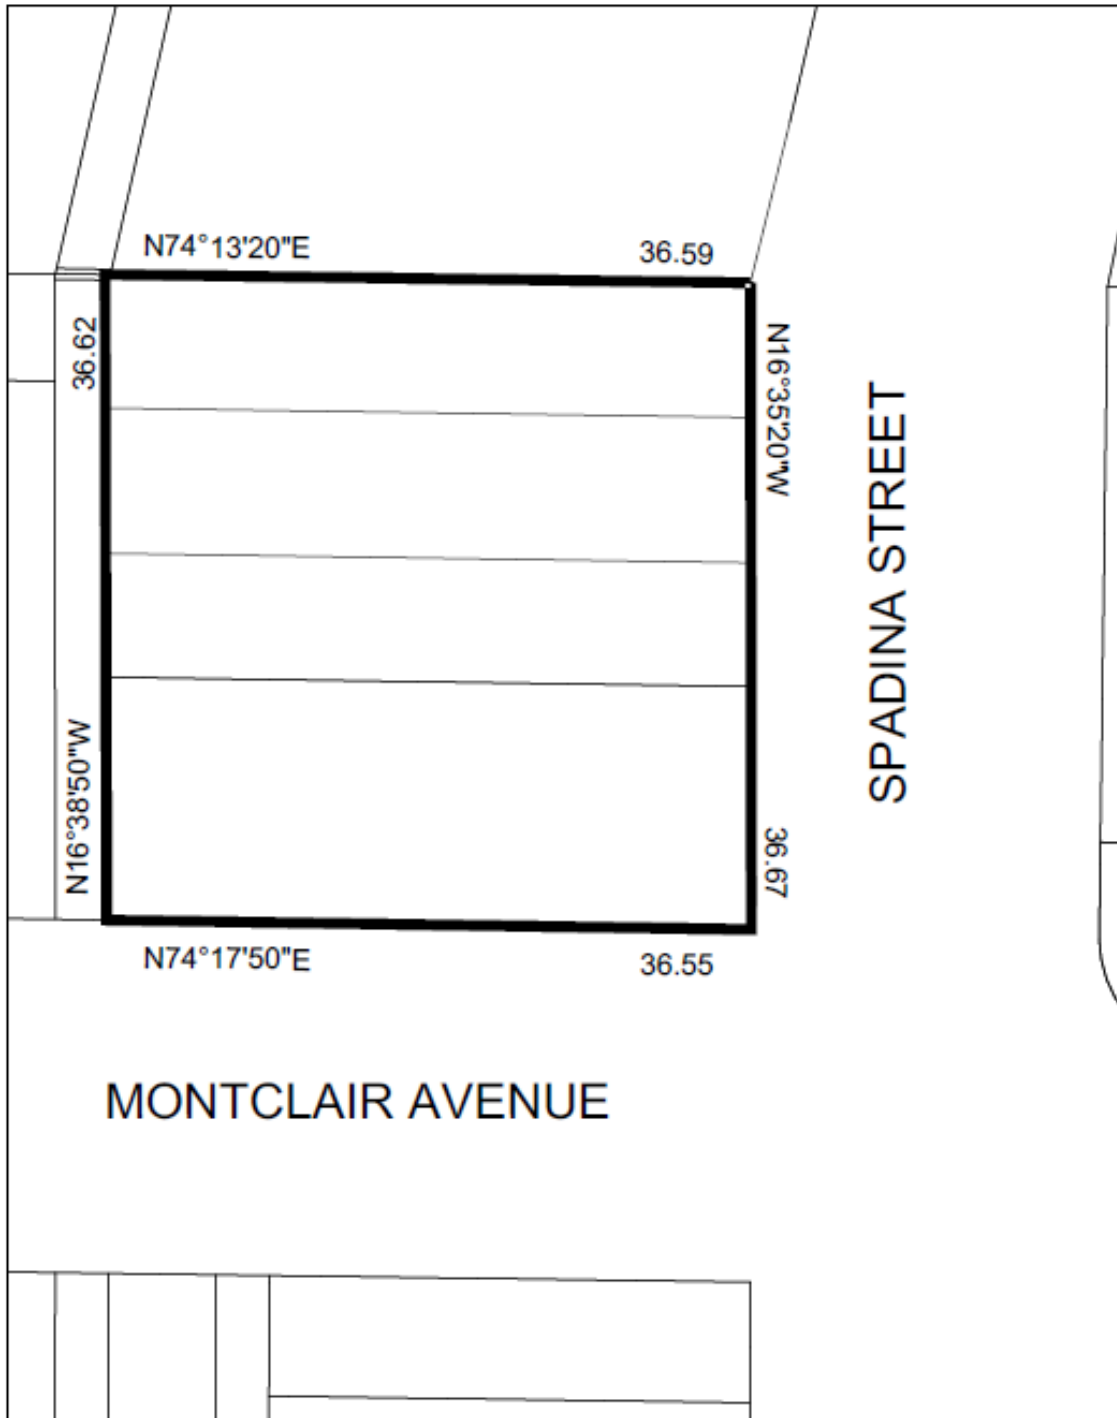 N74°13'20"E
36.59
36.62
N16°35'20"W
SPADINA STREET
N16°38'50"W
36.67
N74°17'50"E
36.55
MONTCLAIR AVENUE